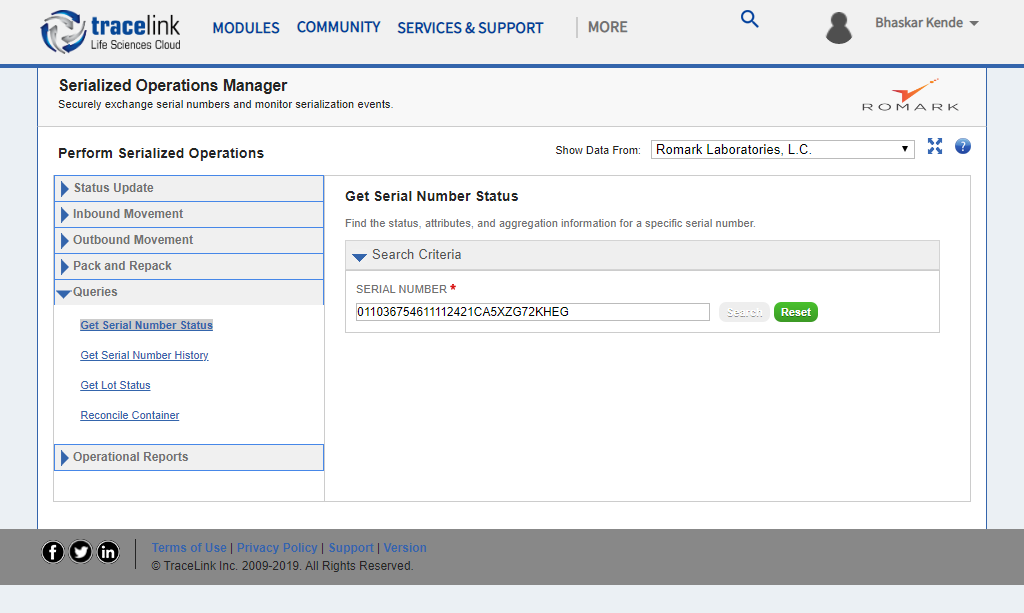 tracelink
Life Sciences Cloud
MODULES COMMUNITY SERVICES & SUPPORT MORE
Bhaskar Kende
Serialized Operations Manager
Securely exchange serial numbers and monitor serialization events.
ROMARK
Perform Serialized Operations
Show Data From: Romark Laboratories, L.C.
?
Status Update
Inbound Movement
Outbound Movement
Pack and Repack
Queries
Get Serial Number Status
Get Serial Number History
Get Lot Status
Reconcile Container
Operational Reports
Get Serial Number Status
Find the status, attributes, and aggregation information for a specific serial number.
Search Criteria
SERIAL NUMBER *
011036754611112421CA5XZG72KHEG
Search Reset
Terms of Use | Privacy Policy | Support | Version
© TraceLink Inc. 2009-2019. All Rights Reserved.